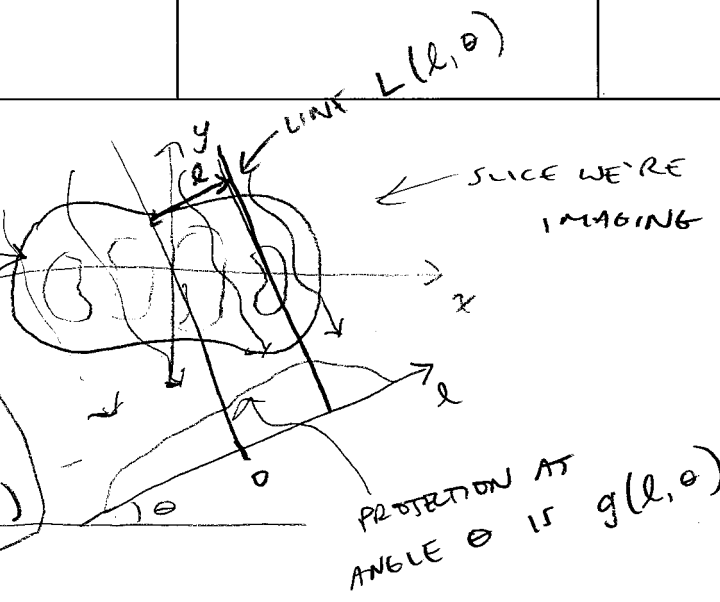 LINE L(l,θ)
y
l
SLICE WE'RE
IMAGING
x
l
0
θ
PROJECTION AT
ANGLE θ IS g(l,θ)